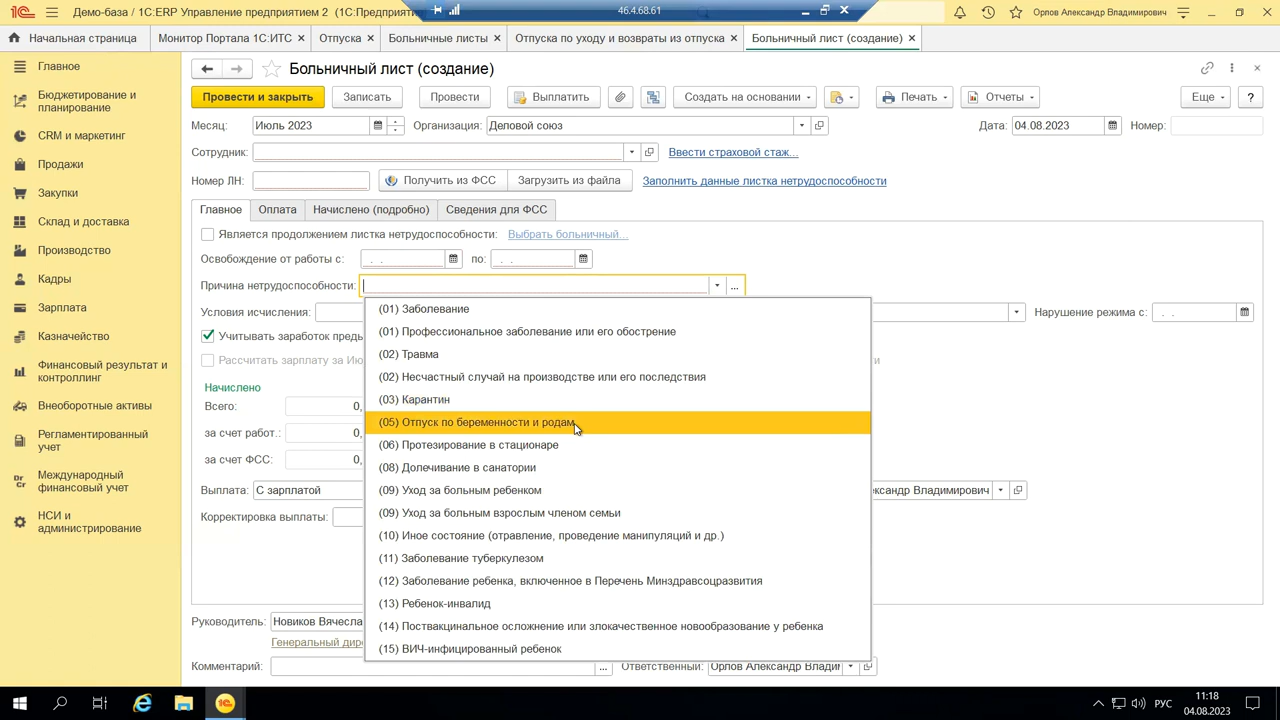 Демо-база / 1С:ERP Управление предприятием 2 (1С:Предприятие
46.4.68.61
Орлов Александр Владимирович
Начальная страница
Монитор Портала 1С:ИТС
Отпуска
Больничные листы
Отпуска по уходу и возвраты из отпуска
Больничный лист (создание)
Главное
Бюджетирование и
планирование
CRM и маркетинг
Продажи
Закупки
Склад и доставка
Производство
Кадры
Зарплата
Казначейство
Финансовый результат и
контроллинг
Внеоборотные активы
Регламентированный
учет
Международный
финансовый учет
НСИ и
администрирование
Больничный лист (создание)
Провести и закрыть
Записать
Провести
Выплатить
Создать на основании
Печать
Отчеты
Еще
?
Месяц: Июль 2023
Организация: Деловой союз
Дата: 04.08.2023
Номер:
Сотрудник:
Ввести страховой стаж...
Номер ЛН:
Получить из ФСС
Загрузить из файла
Заполнить данные листка нетрудоспособности
Главное
Оплата
Начислено (подробно)
Сведения для ФСС
Является продолжением листка нетрудоспособности:
Выбрать больничный...
Освобождение от работы с: . .
по: . .
Причина нетрудоспособности:
(01) Заболевание
(01) Профессиональное заболевание или его обострение
(02) Травма
(02) Несчастный случай на производстве или его последствия
(03) Карантин
(05) Отпуск по беременности и родам
(06) Протезирование в стационаре
(08) Долечивание в санатории
(09) Уход за больным ребенком
(09) Уход за больным взрослым членом семьи
(10) Иное состояние (отравление, проведение манипуляций и др.)
(11) Заболевание туберкулезом
(12) Заболевание ребенка, включенное в Перечень Минздравсоцразвития
(13) Ребенок-инвалид
(14) Поствакцинальное осложнение или злокачественное новообразование у ребенка
(15) ВИЧ-инфицированный ребенок
Условия исчисления:
Нарушение режима с: . .
Учитывать заработок пред
Рассчитать зарплату за Ию
Начислено
Всего: 0,
за счет работ.: 0,
за счет ФСС: 0,
Выплата: С зарплатой
ександр Владимирович
Корректировка выплаты:
Руководитель: Новиков Вячесла
Генеральный дир
Комментарий:
Ответственный: Орлов Александр Владимир
РУС
11:18
04.08.2023